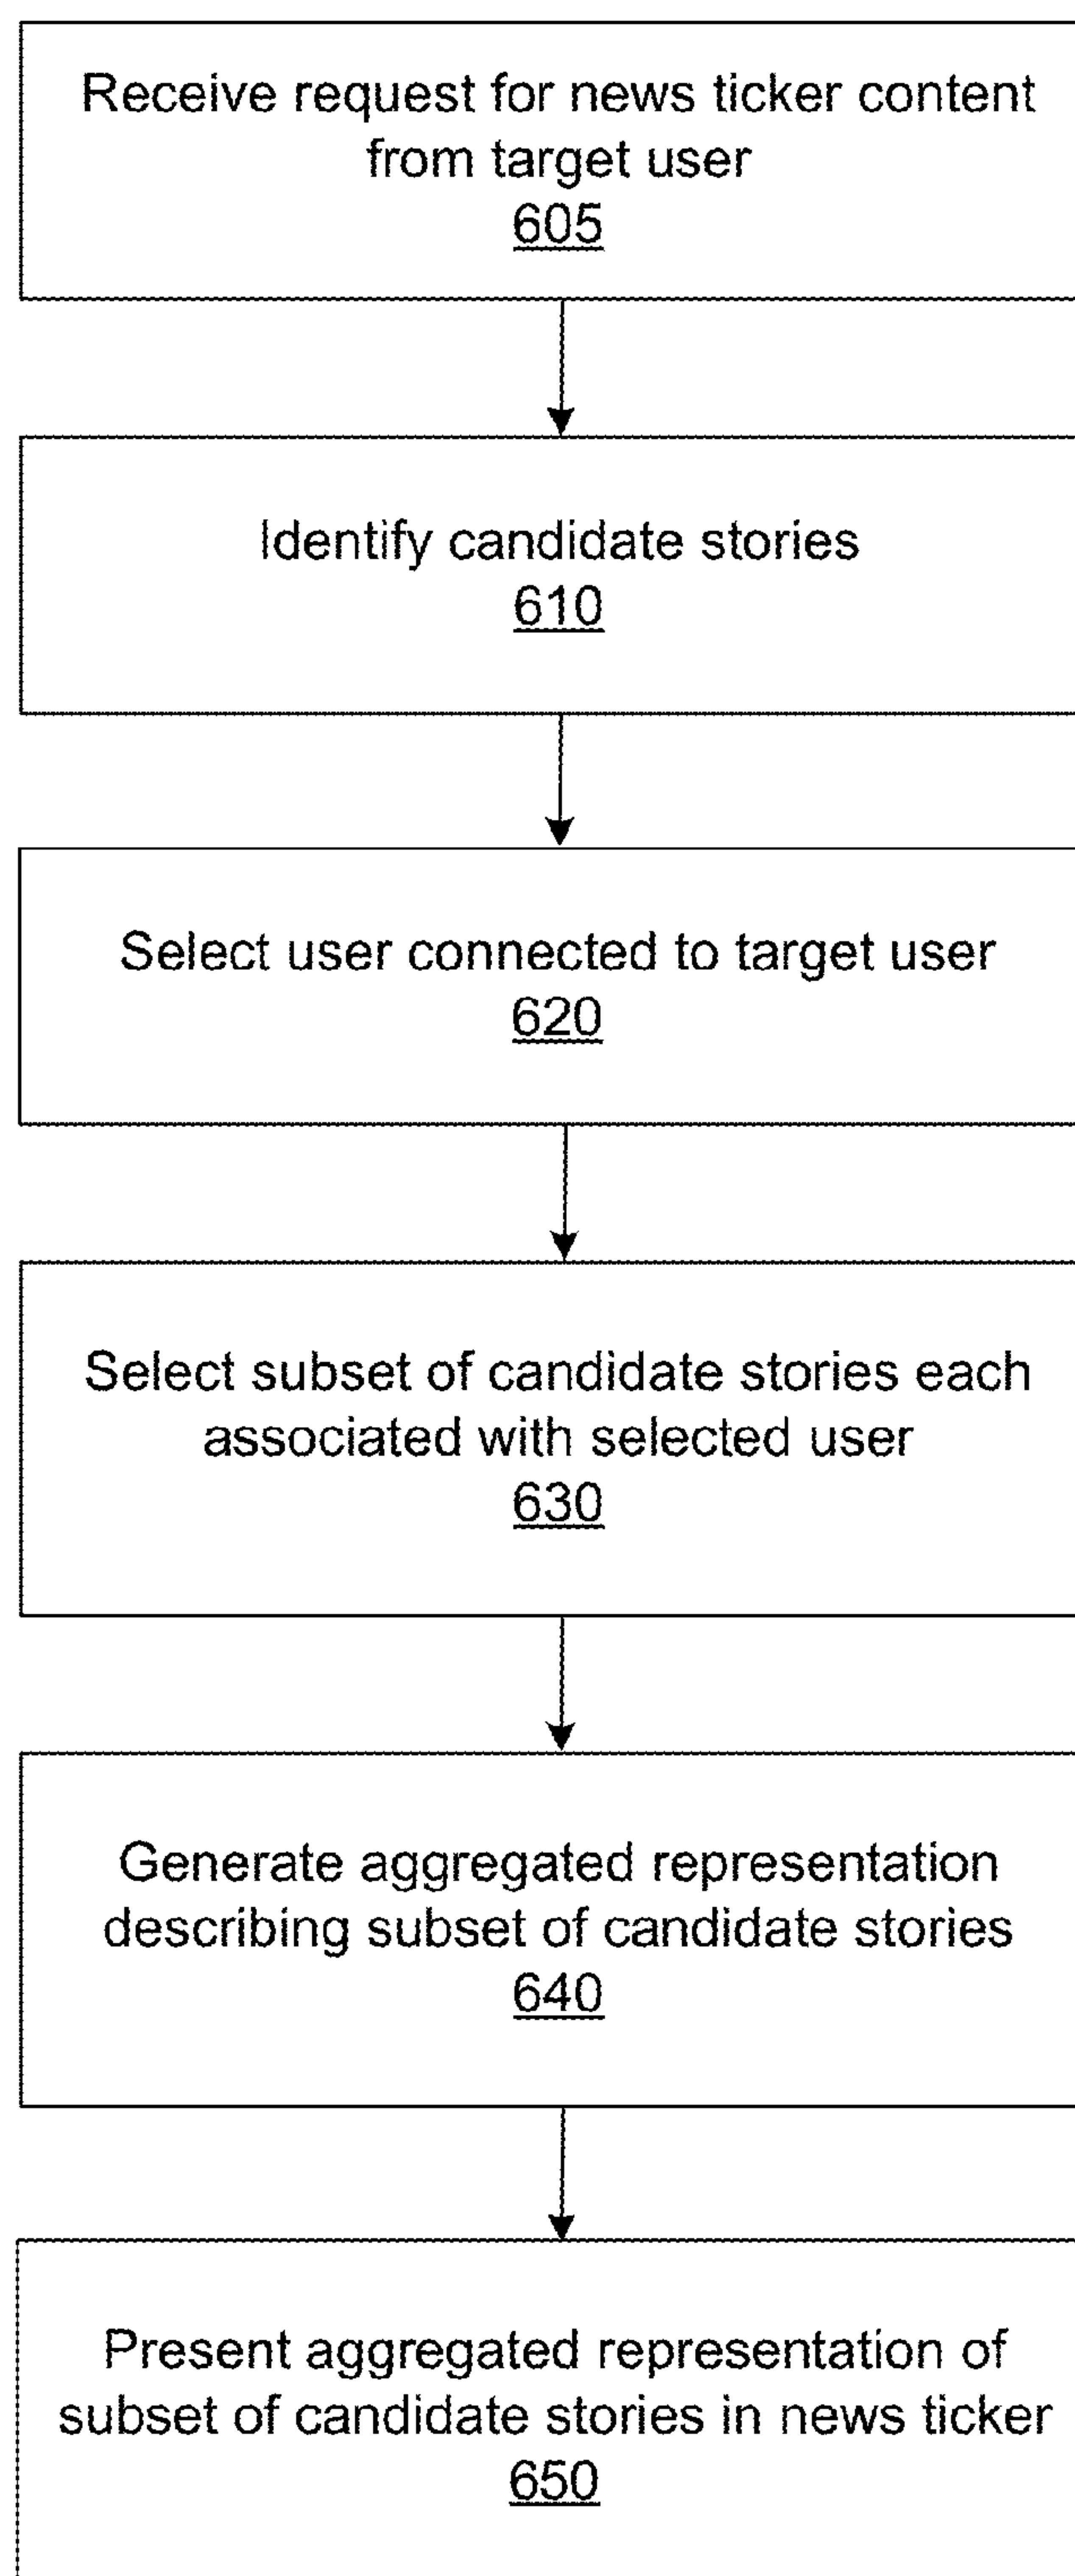 Receive request for news ticker content
from target user
605
Identify candidate stories
610
Select user connected to target user
620
Select subset of candidate stories each
associated with selected user
630
Generate aggregated representation
describing subset of candidate stories
640
Present aggregated representation of
subset of candidate stories in news ticker
650